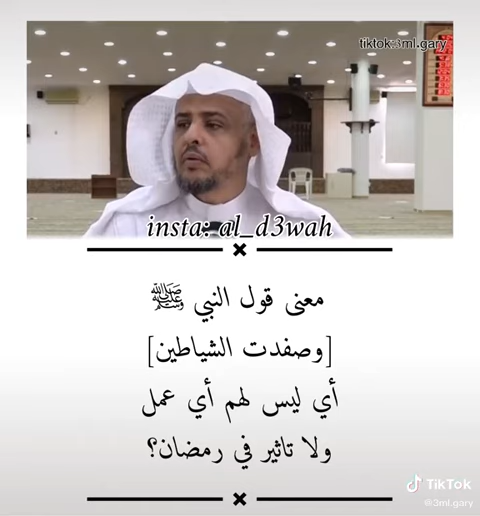 tiktok:3ml.gary
insta: al_d3wah
معنى قول النبي ﷺ
[وصفدت الشياطين]
أي ليس لهم أي عمل
ولا تاثير في رمضان؟
TikTok
@3ml.gary